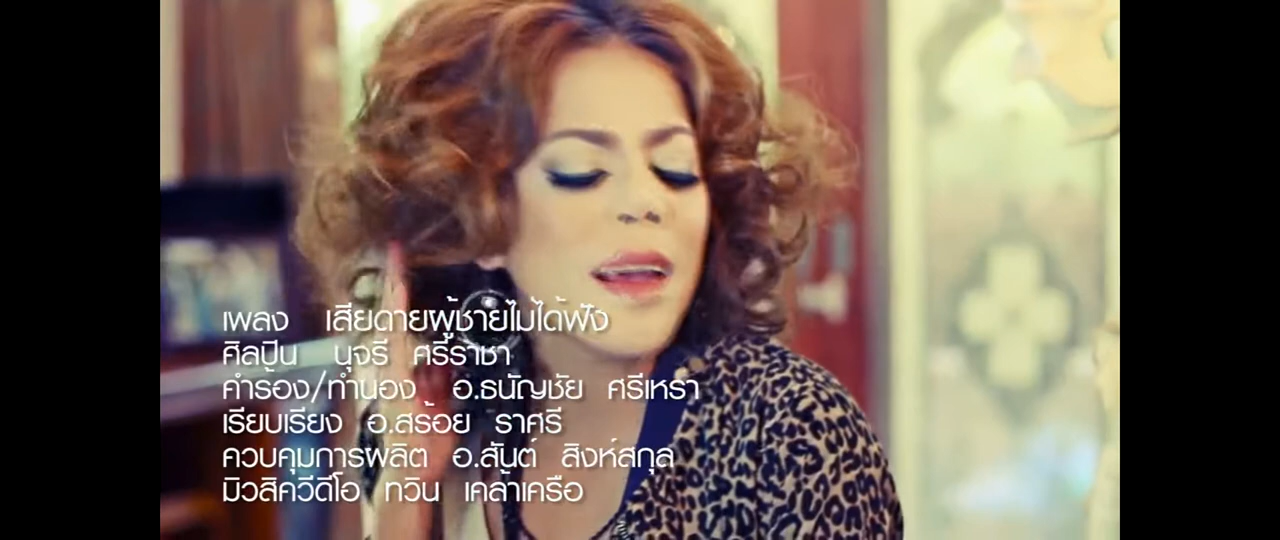 เพลง เสียดายผู้ชายไม่ได้ฟัง
ศิลปิน นุจรี ศรีราชา
คำร้อง/ทำนอง อ.ธนัญชัย ศรีเหรา
เรียบเรียง อ.สร้อย ราศรี
ควบคุมการผลิต อ.สันต์ สิงห์สกุล
มิวสิควีดีโอ ทวิน เคล้าเครือ